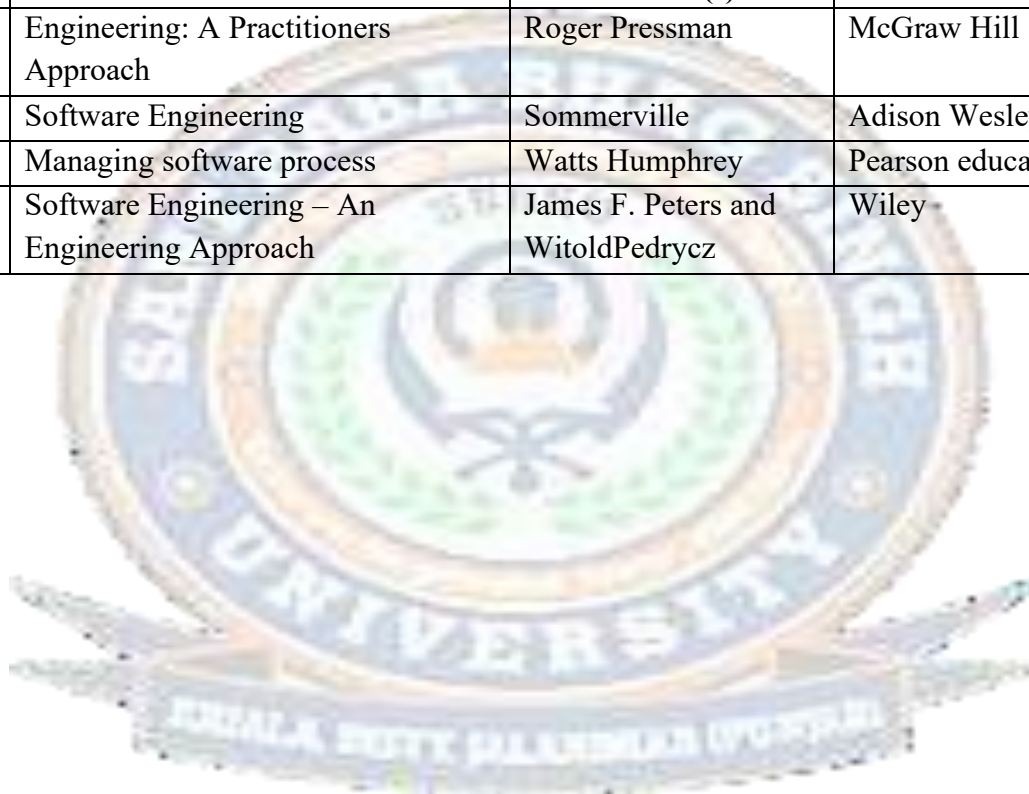 Engineering: A Practitioners Roger Pressman McGraw Hill
Approach
Software Engineering Sommerville Adison Wesle
Managing software process Watts Humphrey Pearson educa
Software Engineering – An James F. Peters and Wiley
Engineering Approach WitoldPedrycz
SINGH
UNIVERSITY